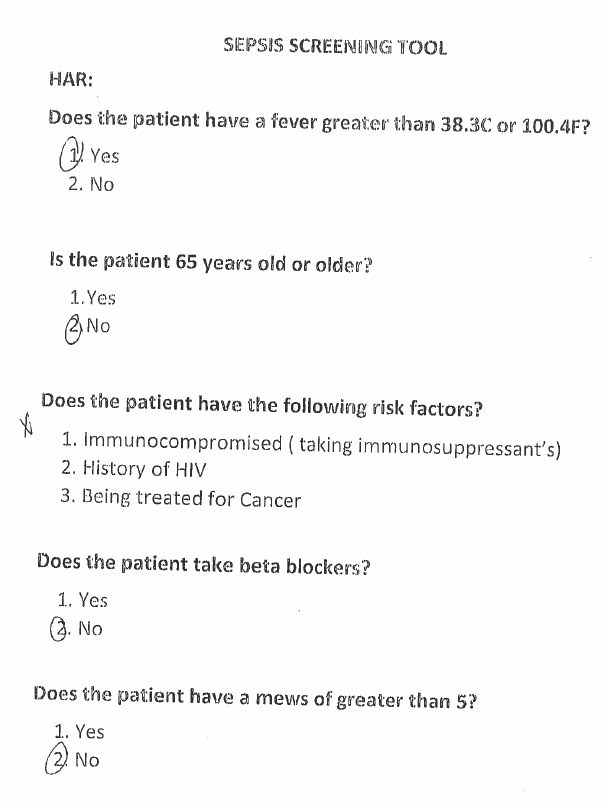 SEPSIS SCREENING TOOL
HAR:
Does the patient have a fever greater than 38.3C or 100.4F?
1. Yes
2. No
Is the patient 65 years old or older?
1.Yes
2. No
Does the patient have the following risk factors?
1. Immunocompromised ( taking immunosuppressant's)
2. History of HIV
3. Being treated for Cancer
Does the patient take beta blockers?
1. Yes
2. No
Does the patient have a mews of greater than 5?
1. Yes
2. No